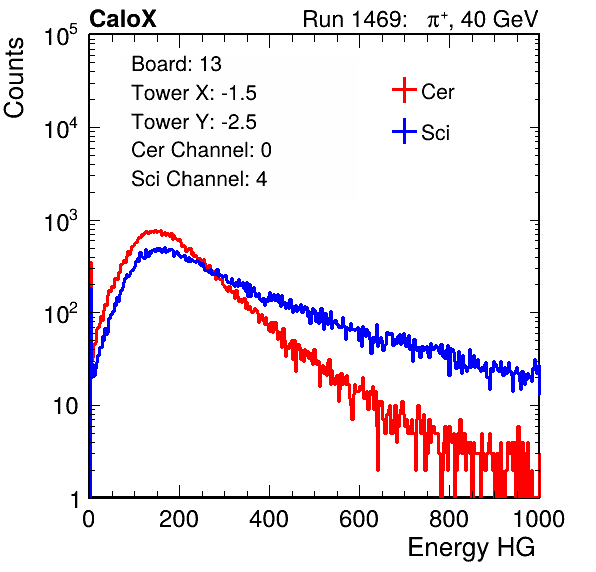 CaloX Run 1469: π⁺, 40 GeV
Counts
Board: 13
Tower X: -1.5
Tower Y: -2.5
Cer Channel: 0
Sci Channel: 4
Cer
Sci
10⁵
10⁴
10³
10²
10
1
0 200 400 600 800 1000
Energy HG